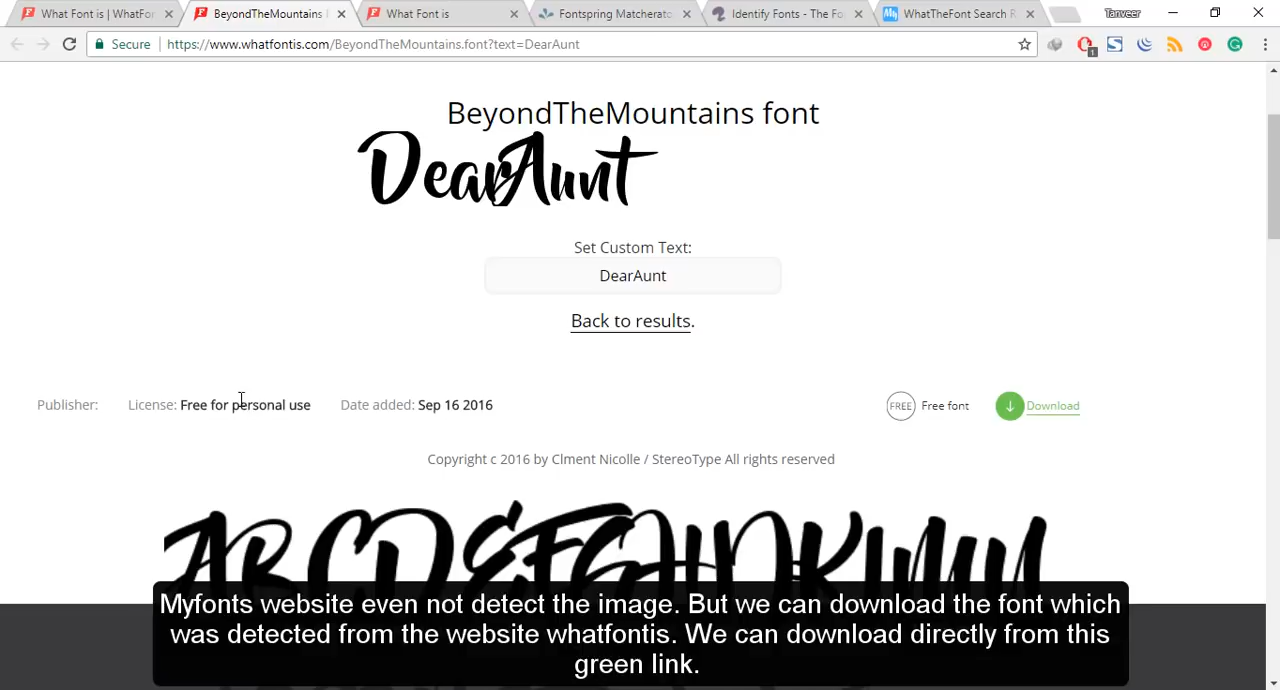 What Font is | WhatFor
BeyondTheMountains
What Font is
Fontspring Matcherato
Identify Fonts - The Fo
WhatTheFont Search R
Tanveer
Secure
https://www.whatfontis.com/BeyondTheMountains.font?text=DearAunt
1
BeyondTheMountains font
DearAunt
Set Custom Text:
DearAunt
Back to results.
Publisher: License: Free for personal use Date added: Sep 16 2016
FREE Free font Download
Copyright c 2016 by Clment Nicolle / StereoType All rights reserved
Myfonts website even not detect the image. But we can download the font which
was detected from the website whatfontis. We can download directly from this
green link.